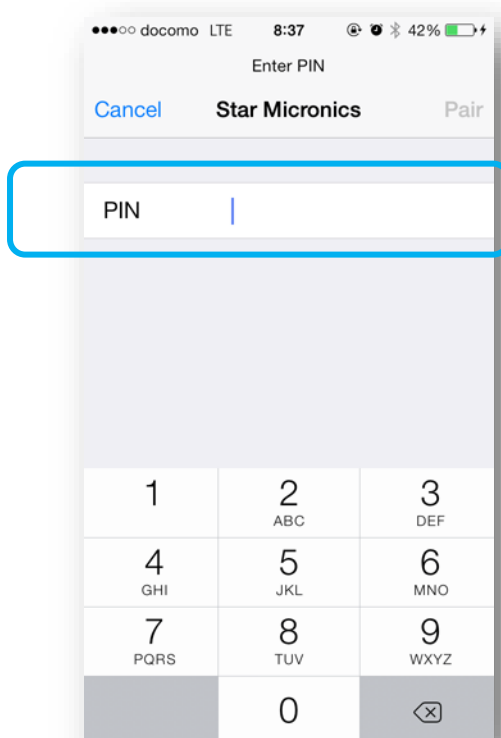 docomo LTE 8:37 42%
Enter PIN
Cancel Star Micronics Pair
PIN
1 2 3
ABC DEF
4 5 6
GHI JKL MNO
7 8 9
PQRS TUV WXYZ
0